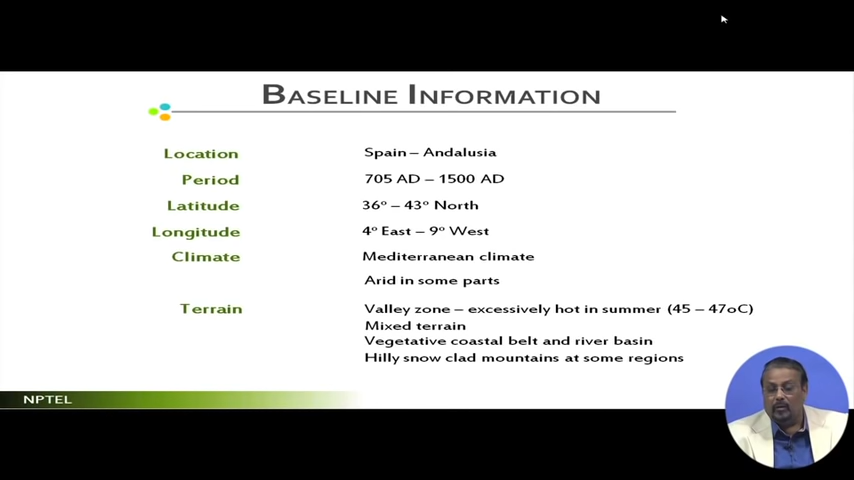 BASELINE INFORMATION
Location Spain – Andalusia
Period 705 AD – 1500 AD
Latitude 36° – 43° North
Longitude 4° East – 9° West
Climate Mediterranean climate
Arid in some parts
Terrain Valley zone – excessively hot in summer (45 – 47oC)
Mixed terrain
Vegetative coastal belt and river basin
Hilly snow clad mountains at some regions
NPTEL